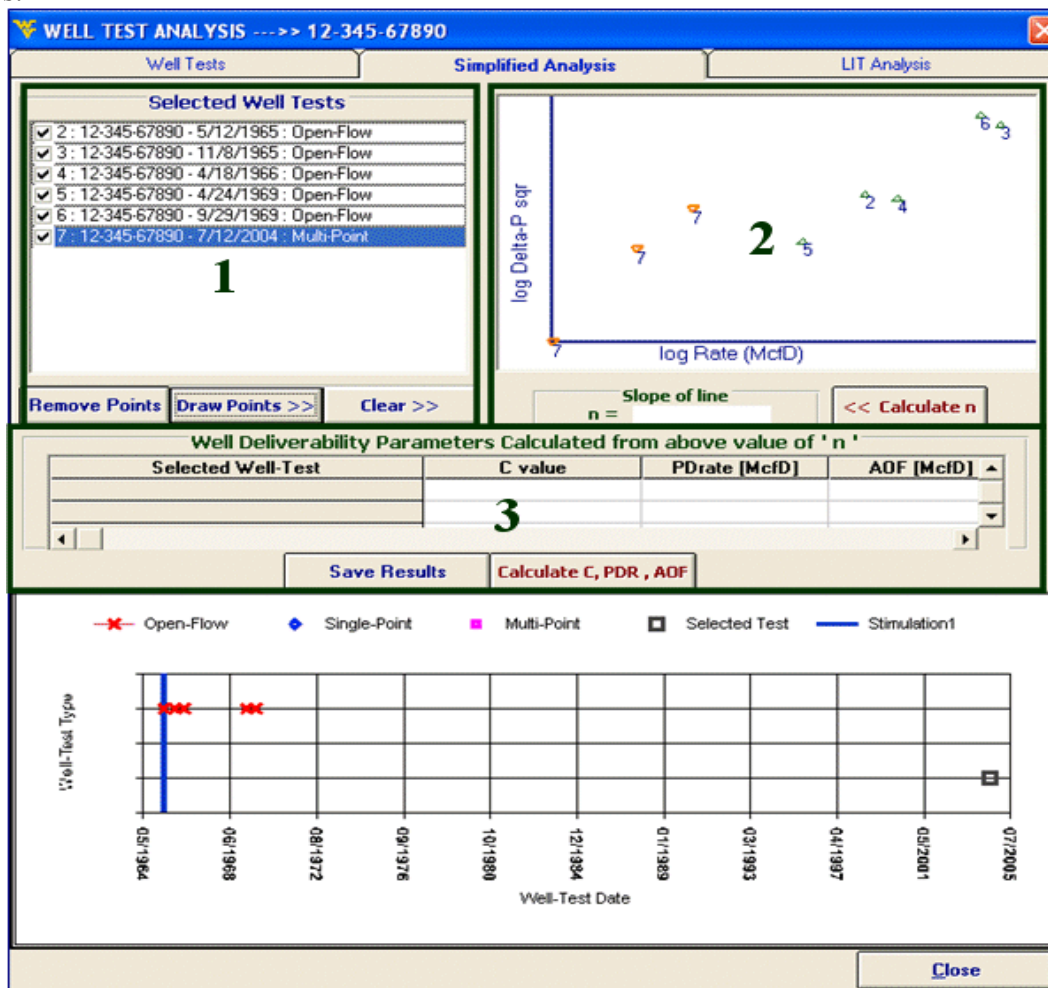 WELL TEST ANALYSIS --->> 12-345-67890
Well Tests
Simplified Analysis
LIT Analysis
Selected Well Tests
2 : 12-345-67890 - 5/12/1965 : Open-Flow
3 : 12-345-67890 - 11/8/1965 : Open-Flow
4 : 12-345-67890 - 4/18/1966 : Open-Flow
5 : 12-345-67890 - 4/24/1969 : Open-Flow
6 : 12-345-67890 - 9/29/1969 : Open-Flow
7 : 12-345-67890 - 7/12/2004 : Multi-Point
1
Remove Points
Draw Points >>
Clear >>
log Delta-P sqr
6
3
2
4
7
5
7
7
2
log Rate (McfD)
Slope of line
n =
<< Calculate n
Well Deliverability Parameters Calculated from above value of ' n '
Selected Well-Test
C value
PDrate [McfD]
AOF [McfD]
3
Save Results
Calculate C, PDR , AOF
Open-Flow
Single-Point
Multi-Point
Selected Test
Stimulation1
Well-Test Type
05/1964
06/1968
08/1972
09/1976
10/1980
12/1984
01/1989
03/1993
04/1997
05/2001
07/2005
Well-Test Date
Close